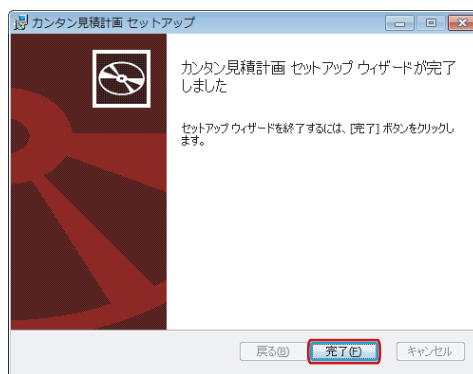 カンタン見積計画 セットアップ
カンタン見積計画 セットアップ ウィザードが完了
しました
セットアップ ウィザードを終了するには、[完了] ボタンをクリックし
ます。
戻る(B) 完了(F) キャンセル